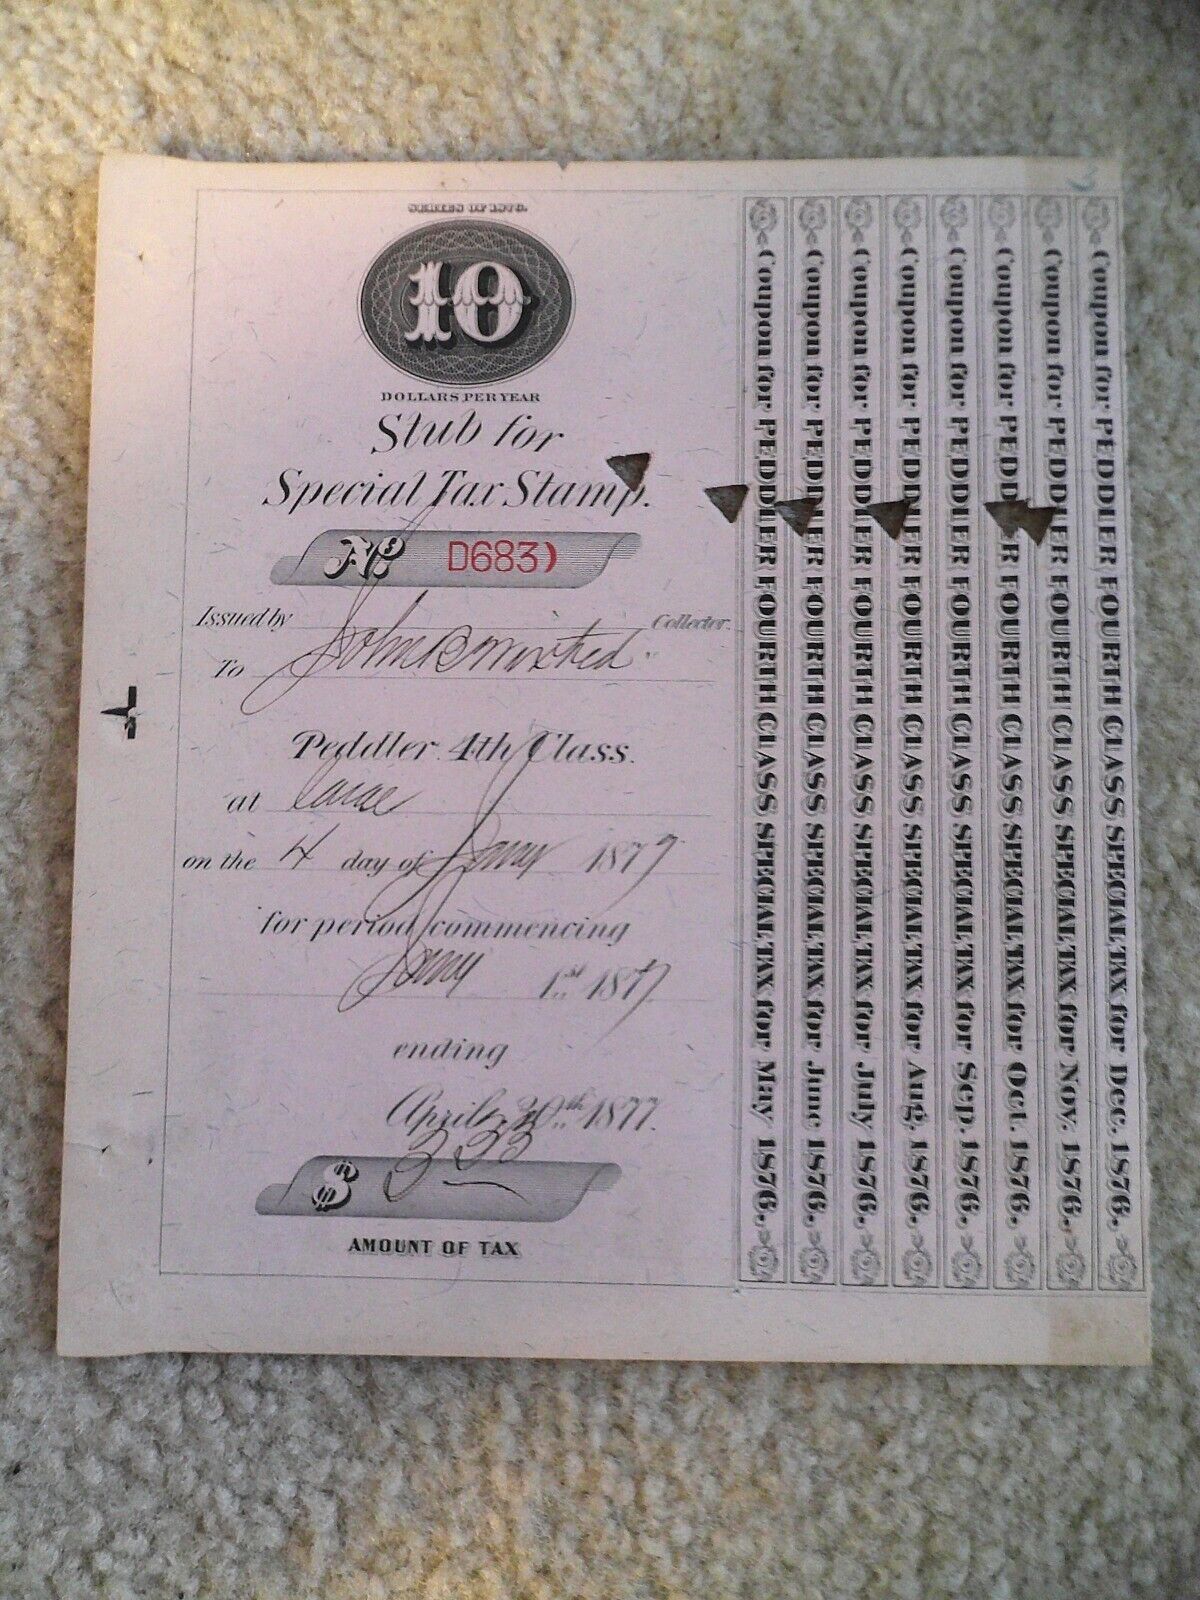 SERIES OF 1876.
10
DOLLARS PER YEAR
Stub for
Special Tax Stamp.
No. D683)
Issued by Collector.
To John B
Peddler 4th Class.
at
on the 4 day of Jany 1877
for period commencing
Jany 1st 1877
ending
April 30th 1877.
$ 3 33
AMOUNT OF TAX
Coupon for PEDDLER FOURTH CLASS SPECIAL TAX for May 1876.
Coupon for PEDDLER FOURTH CLASS SPECIAL TAX for June 1876.
Coupon for PEDDLER FOURTH CLASS SPECIAL TAX for July 1876.
Coupon for PEDDLER FOURTH CLASS SPECIAL TAX for Aug. 1876.
Coupon for PEDDLER FOURTH CLASS SPECIAL TAX for Sep. 1876.
Coupon for PEDDLER FOURTH CLASS SPECIAL TAX for Oct. 1876.
Coupon for PEDDLER FOURTH CLASS SPECIAL TAX for Nov. 1876.
Coupon for PEDDLER FOURTH CLASS SPECIAL TAX for Dec. 1876.